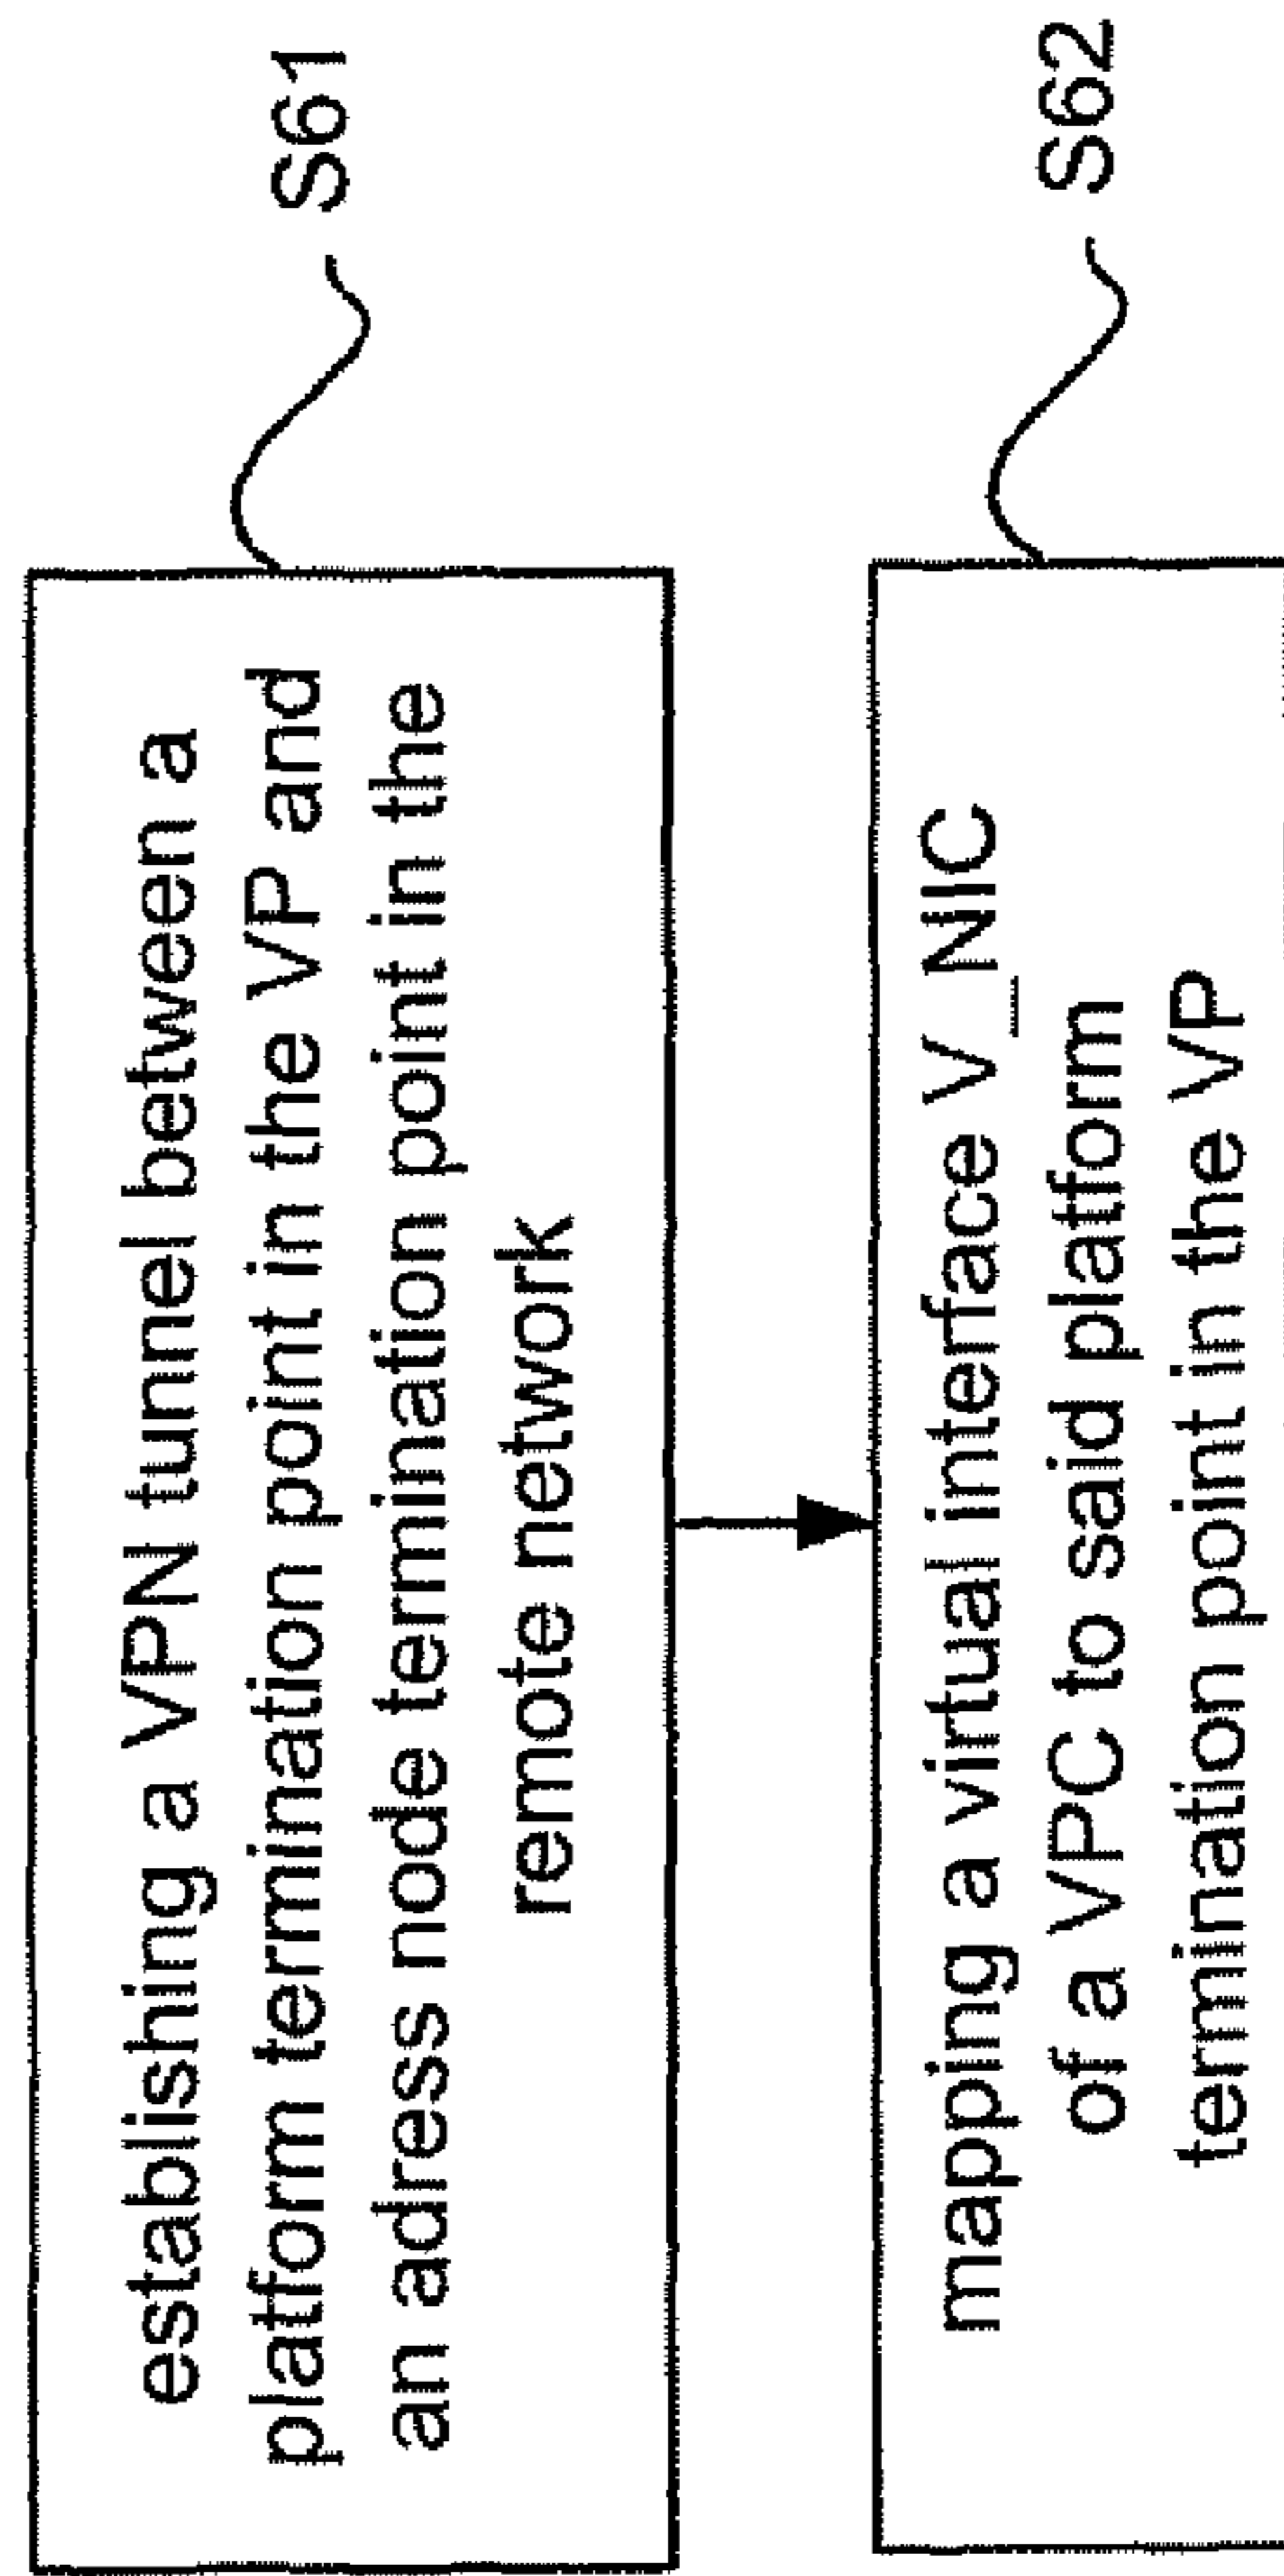 establishing a VPN tunnel between a
platform termination point in the VP and
an adress node termination point in the
remote network
S61
mapping a virtual interface V_NIC
of a VPC to said platform
termination point in the VP
S62